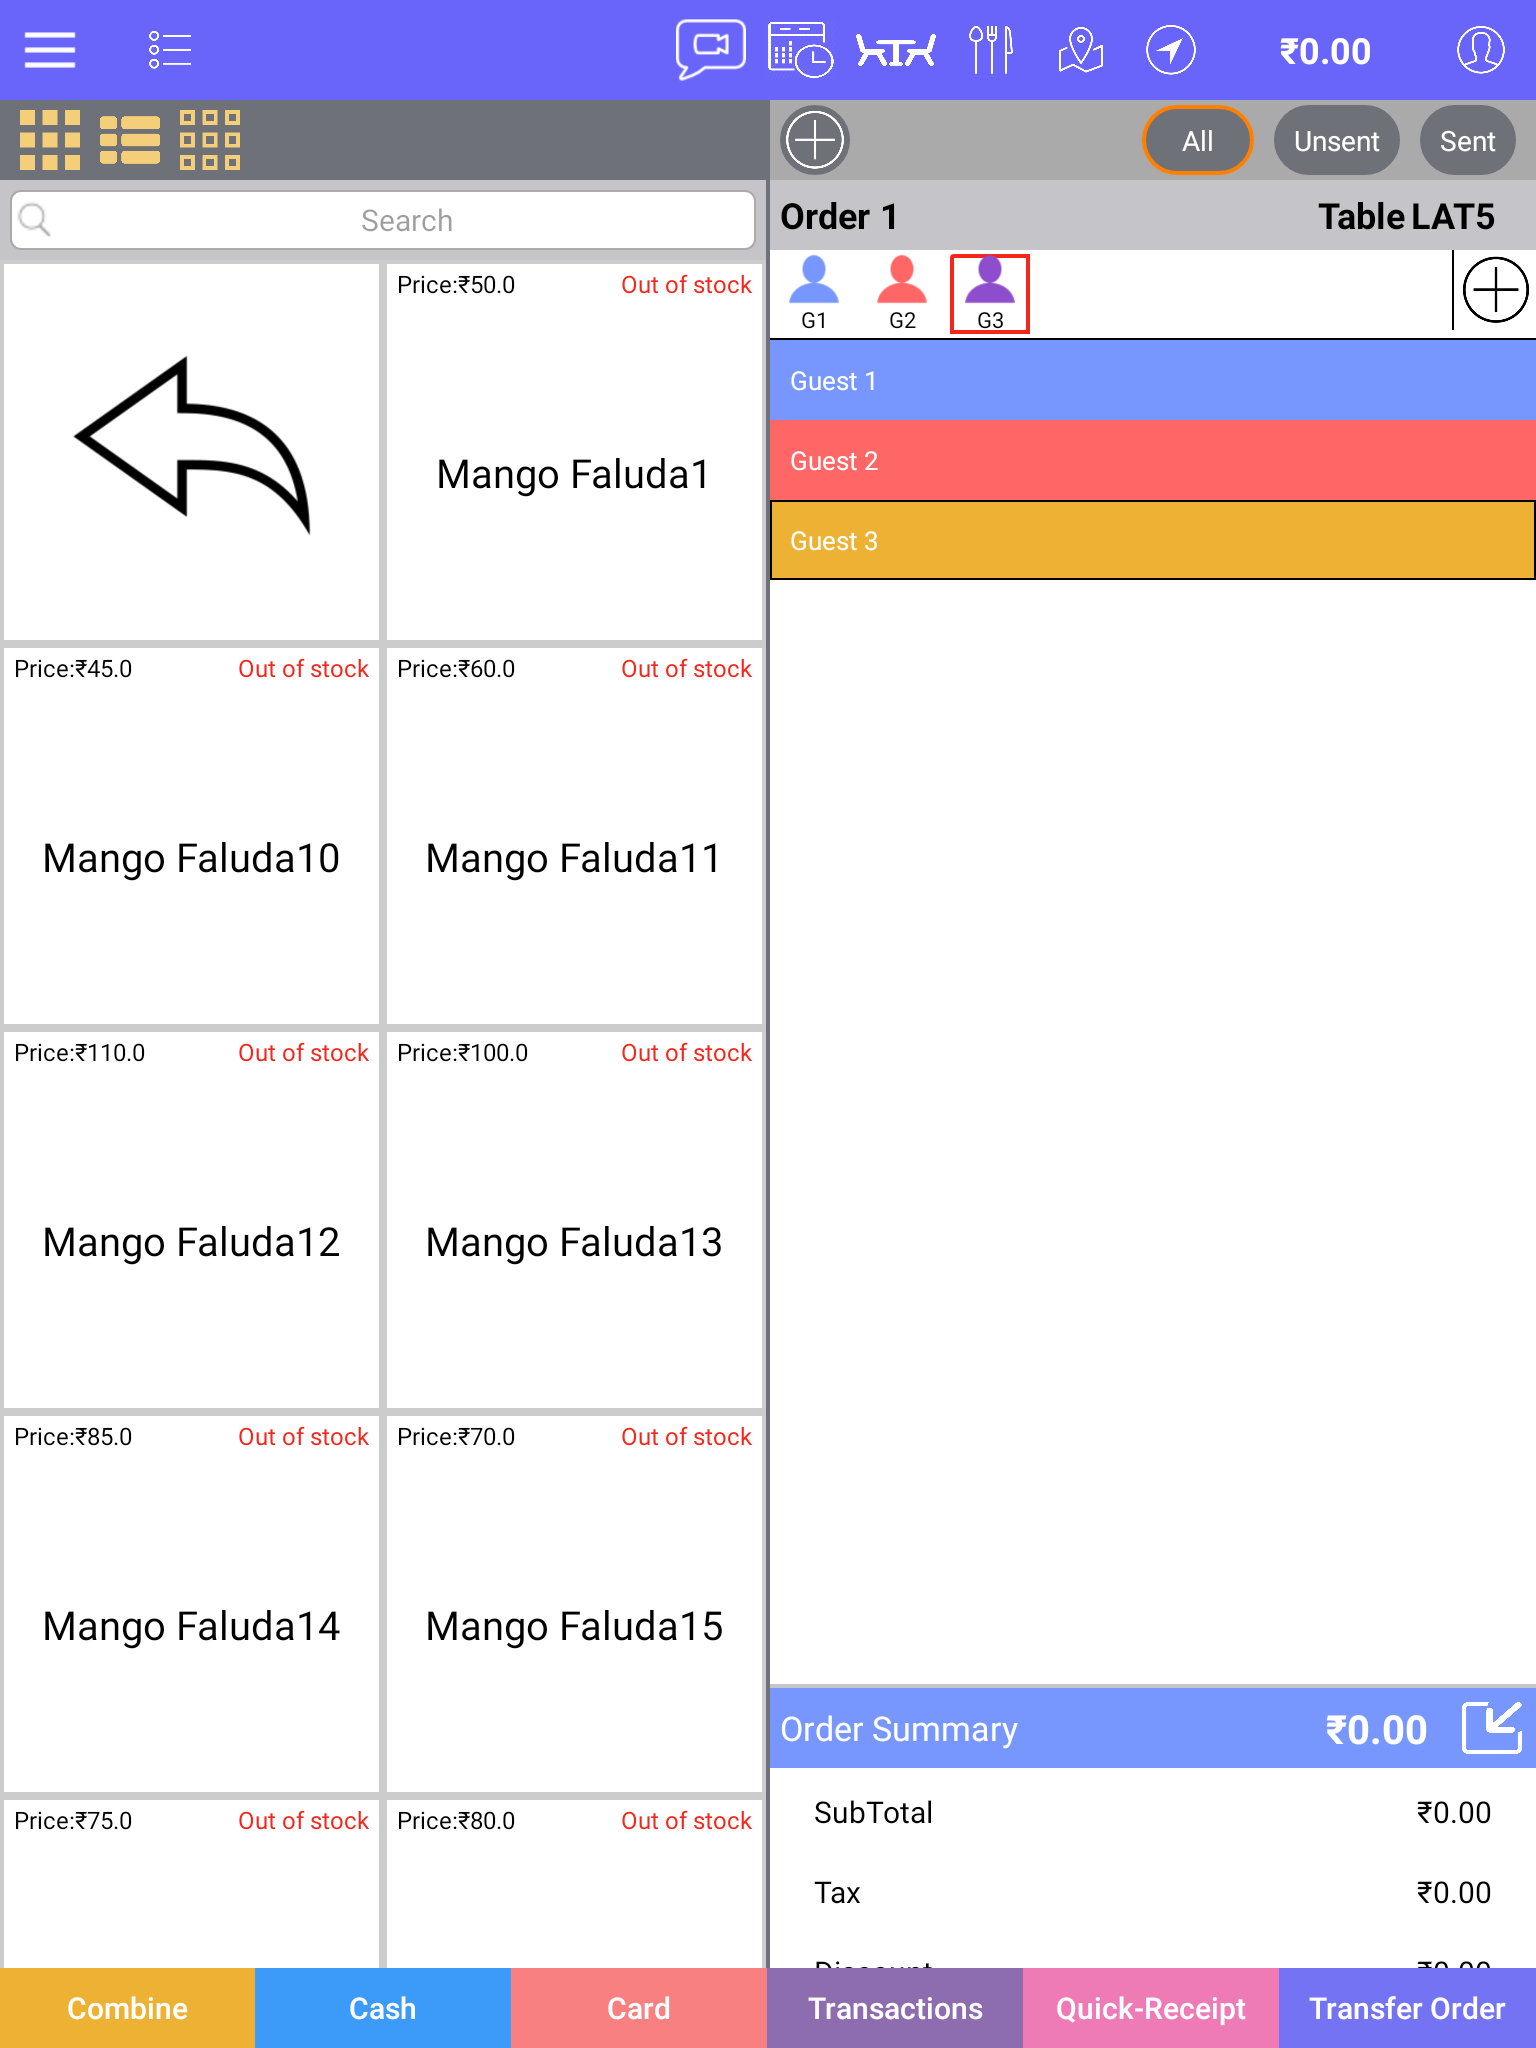 ₹0.00
All
Unsent
Sent
Search
Order 1
Table LAT5
G1
G2
G3
Guest 1
Guest 2
Guest 3
Price:₹50.0
Out of stock
Mango Faluda1
Price:₹45.0
Out of stock
Mango Faluda10
Price:₹60.0
Out of stock
Mango Faluda11
Price:₹110.0
Out of stock
Mango Faluda12
Price:₹100.0
Out of stock
Mango Faluda13
Price:₹85.0
Out of stock
Mango Faluda14
Price:₹70.0
Out of stock
Mango Faluda15
Price:₹75.0
Out of stock
Price:₹80.0
Out of stock
Order Summary
₹0.00
SubTotal
₹0.00
Tax
₹0.00
Discount
₹0.00
Combine
Cash
Card
Transactions
Quick-Receipt
Transfer Order